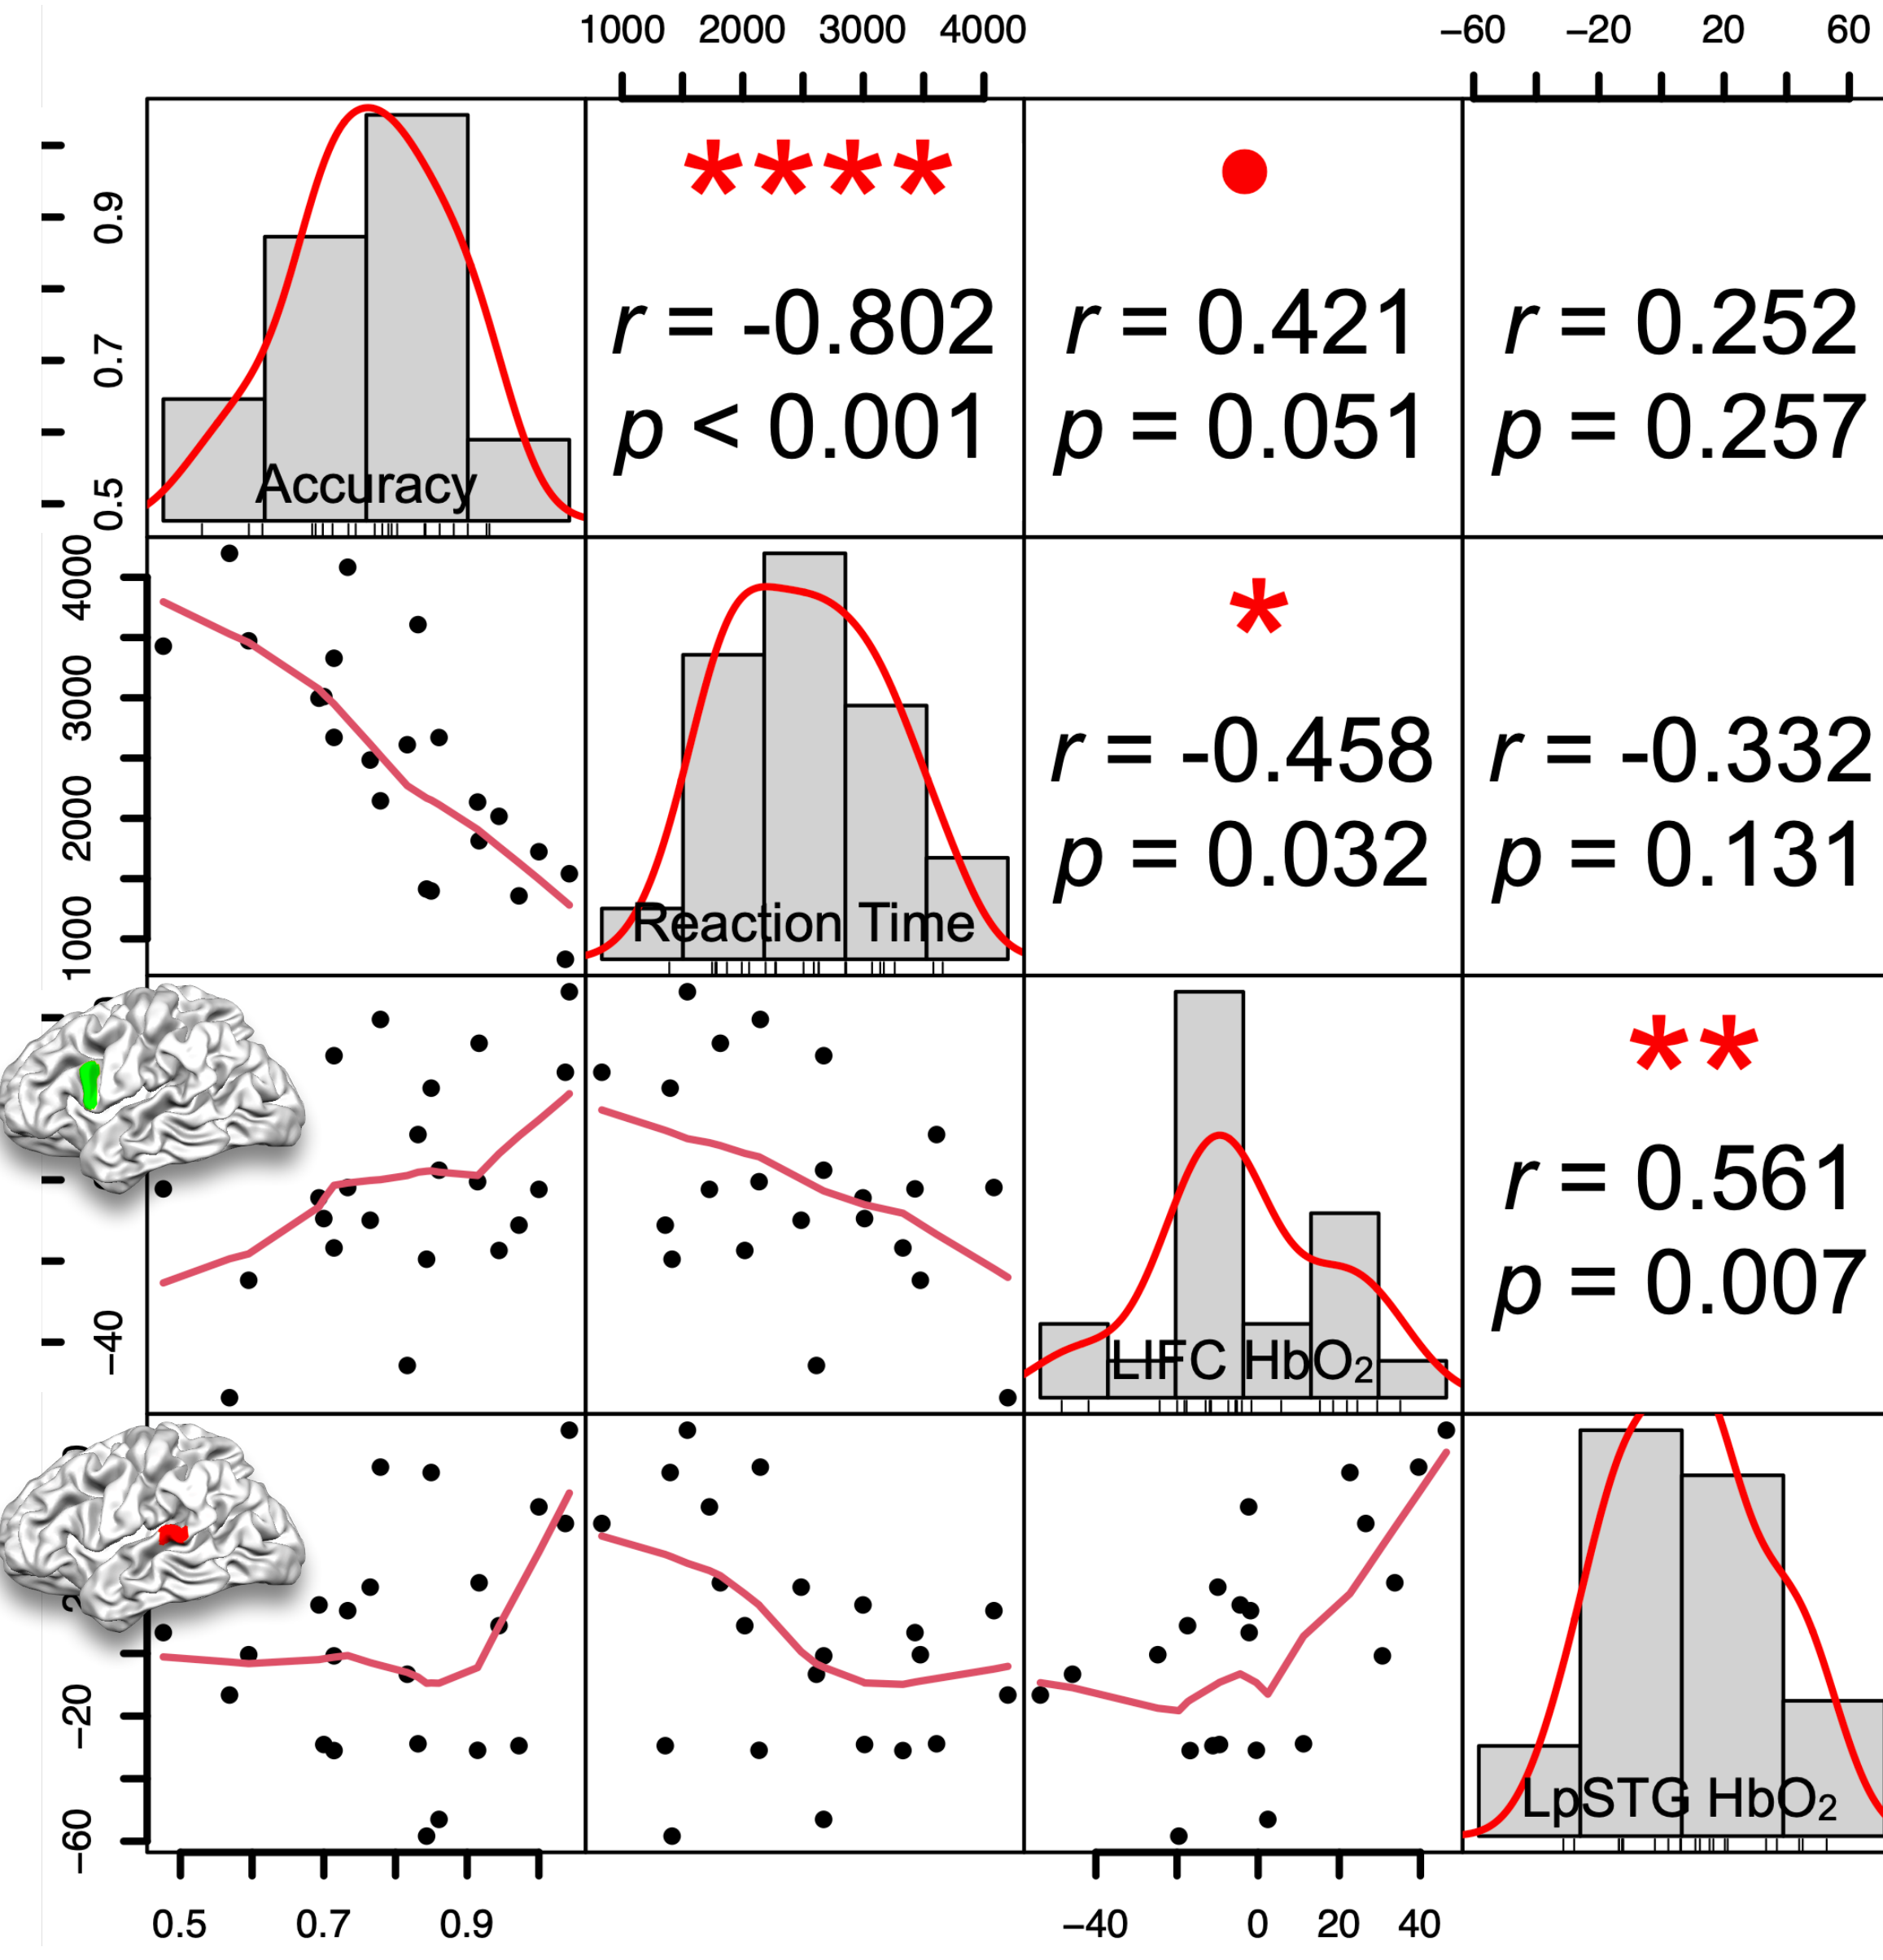 1000 2000 3000 4000
−60 −20 20 60
0.5 0.7 0.9
Accuracy
****
r = -0.802
p < 0.001
●
r = 0.421
p = 0.051
r = 0.252
p = 0.257
1000 2000 3000 4000
Reaction Time
*
r = -0.458
p = 0.032
r = -0.332
p = 0.131
−40
LIFC HbO₂
**
r = 0.561
p = 0.007
−60 −20
LpSTG HbO₂
0.5 0.7 0.9
−40 0 20 40